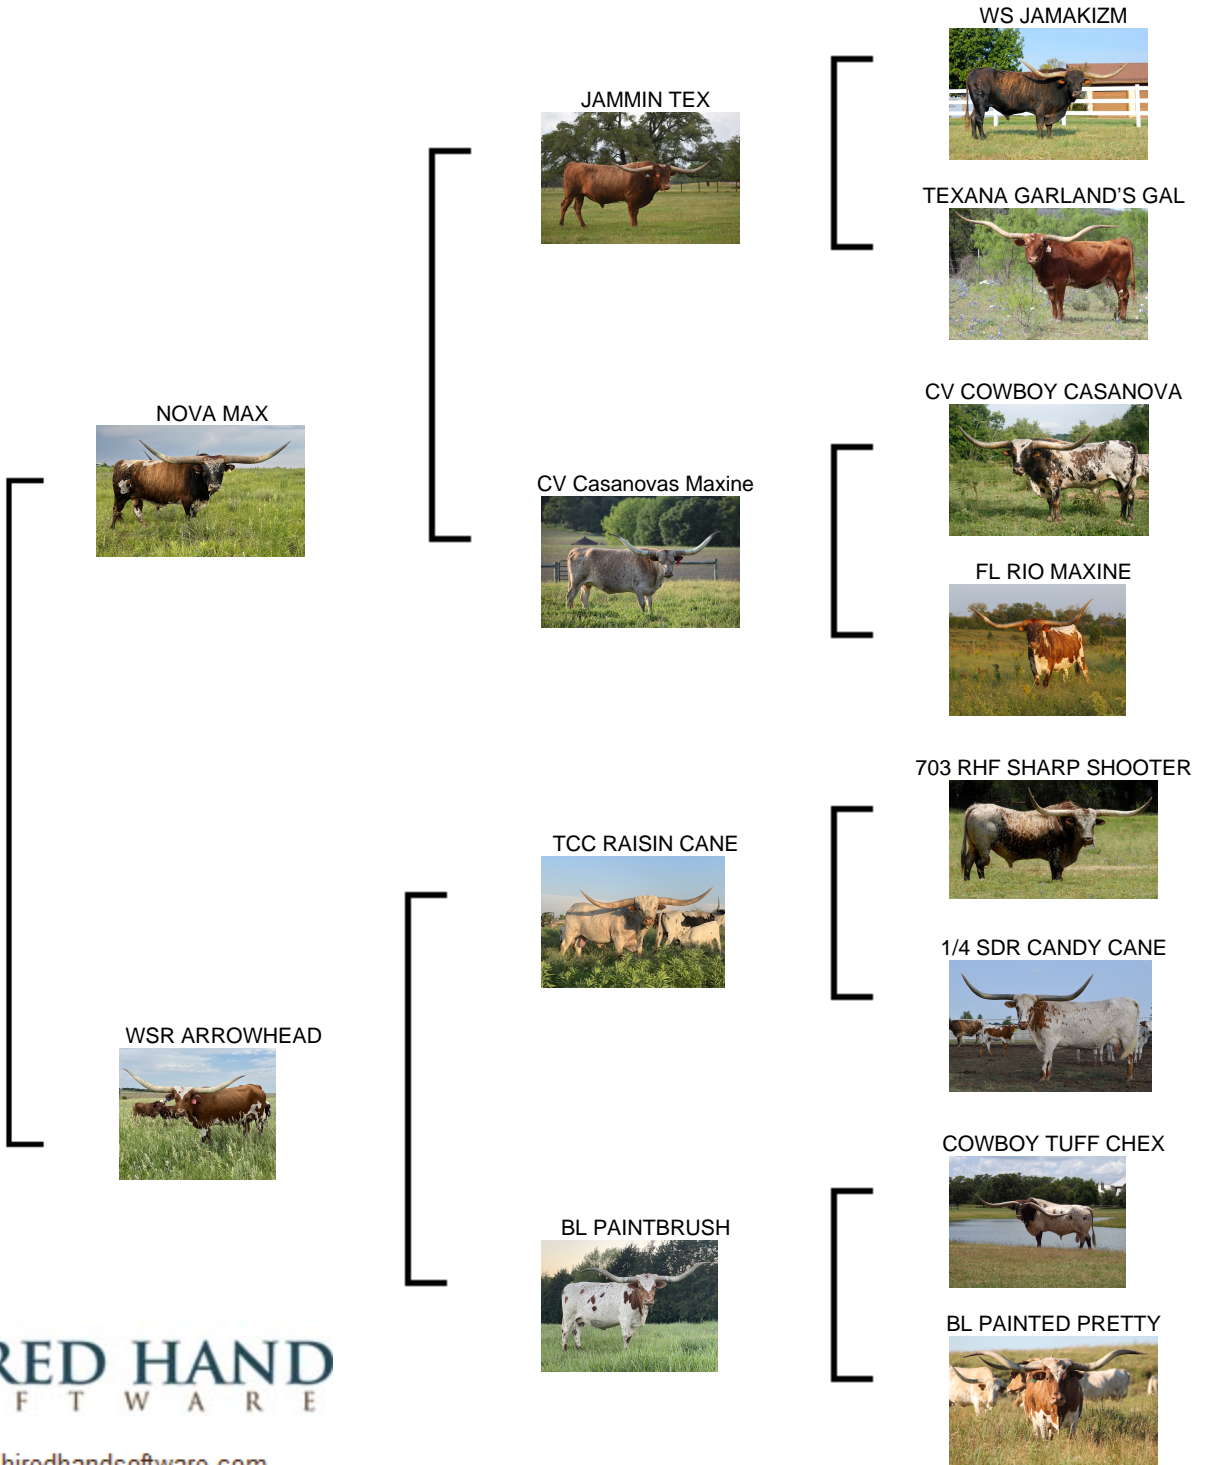 WS JAMAKIZM
JAMMIN TEX
TEXANA GARLAND'S GAL
CV COWBOY CASANOVA
NOVA MAX
CV Casanovas Maxine
FL RIO MAXINE
703 RHF SHARP SHOOTER
TCC RAISIN CANE
1/4 SDR CANDY CANE
WSR ARROWHEAD
COWBOY TUFF CHEX
BL PAINTBRUSH
BL PAINTED PRETTY
RED HAND
F T W A R E
hiredhandsoftware.com